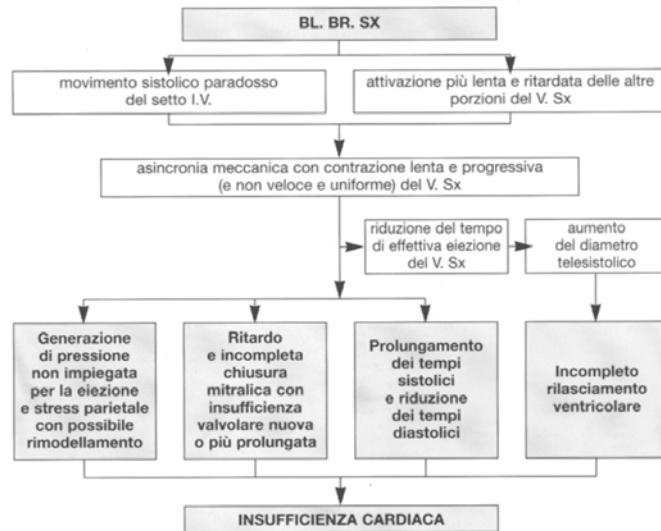 BL. BR. SX
movimento sistolico paradosso
del setto I.V.
attivazione più lenta e ritardata delle altre
porzioni del V. Sx
asincronia meccanica con contrazione lenta e progressiva
(e non veloce e uniforme) del V. Sx
riduzione del tempo
di effettiva eiezione
del V. Sx
aumento
del diametro
telesistolico
Generazione
di pressione
non impiegata
per la eiezione
e stress parietale
con possibile
rimodellamento
Ritardo
e incompleta
chiusura
mitralica con
insufficienza
valvolare nuova
o più prolungata
Prolungamento
dei tempi
sistolici
e riduzione
dei tempi
diastolici
Incompleto
rilasciamento
ventricolare
INSUFFICIENZA CARDIACA